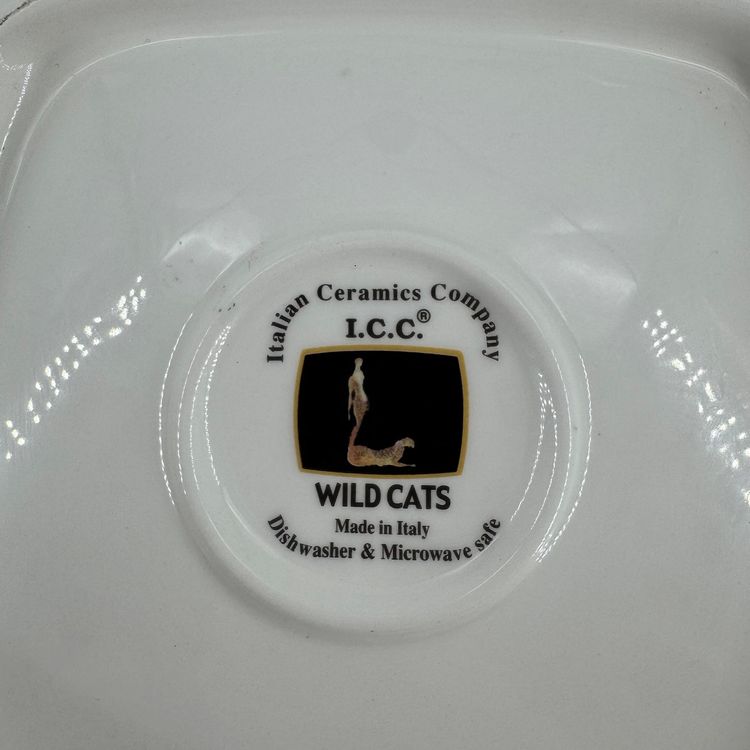 Italian Ceramics Company
I.C.C.®
WILD CATS
Made in Italy
Dishwasher & Microwave safe